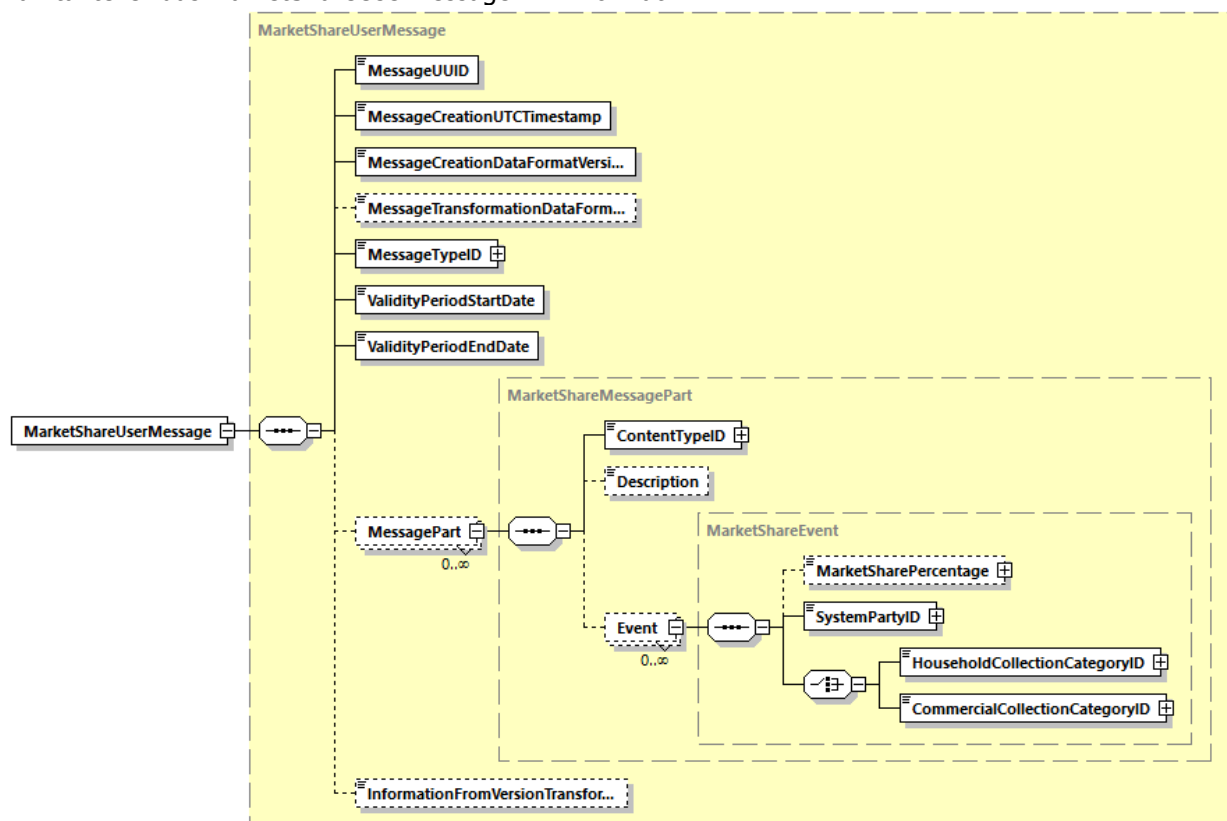 MarketShareUserMessage
MessageUUID
MessageCreationUTCTimestamp
MessageCreationDataFormatVersi...
MessageTransformationDataForm...
MessageTypeID
ValidityPeriodStartDate
ValidityPeriodEndDate
MarketShareMessagePart
MarketShareUserMessage
ContentTypeID
Description
MessagePart
0..∞
MarketShareEvent
MarketSharePercentage
SystemPartyID
Event
0..∞
HouseholdCollectionCategoryID
CommercialCollectionCategoryID
InformationFromVersionTransfor...